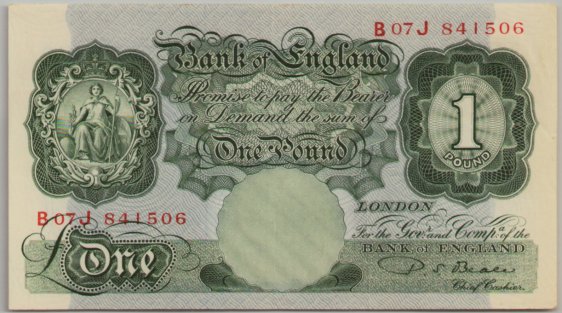 B07J 841506
Bank of England
Promise to pay the Bearer
on Demand the sum of
One Pound
1
POUND
LONDON
For the Gov.r and Comp.a of the
BANK of ENGLAND
Chief Cashier.
B07J 841506
£One